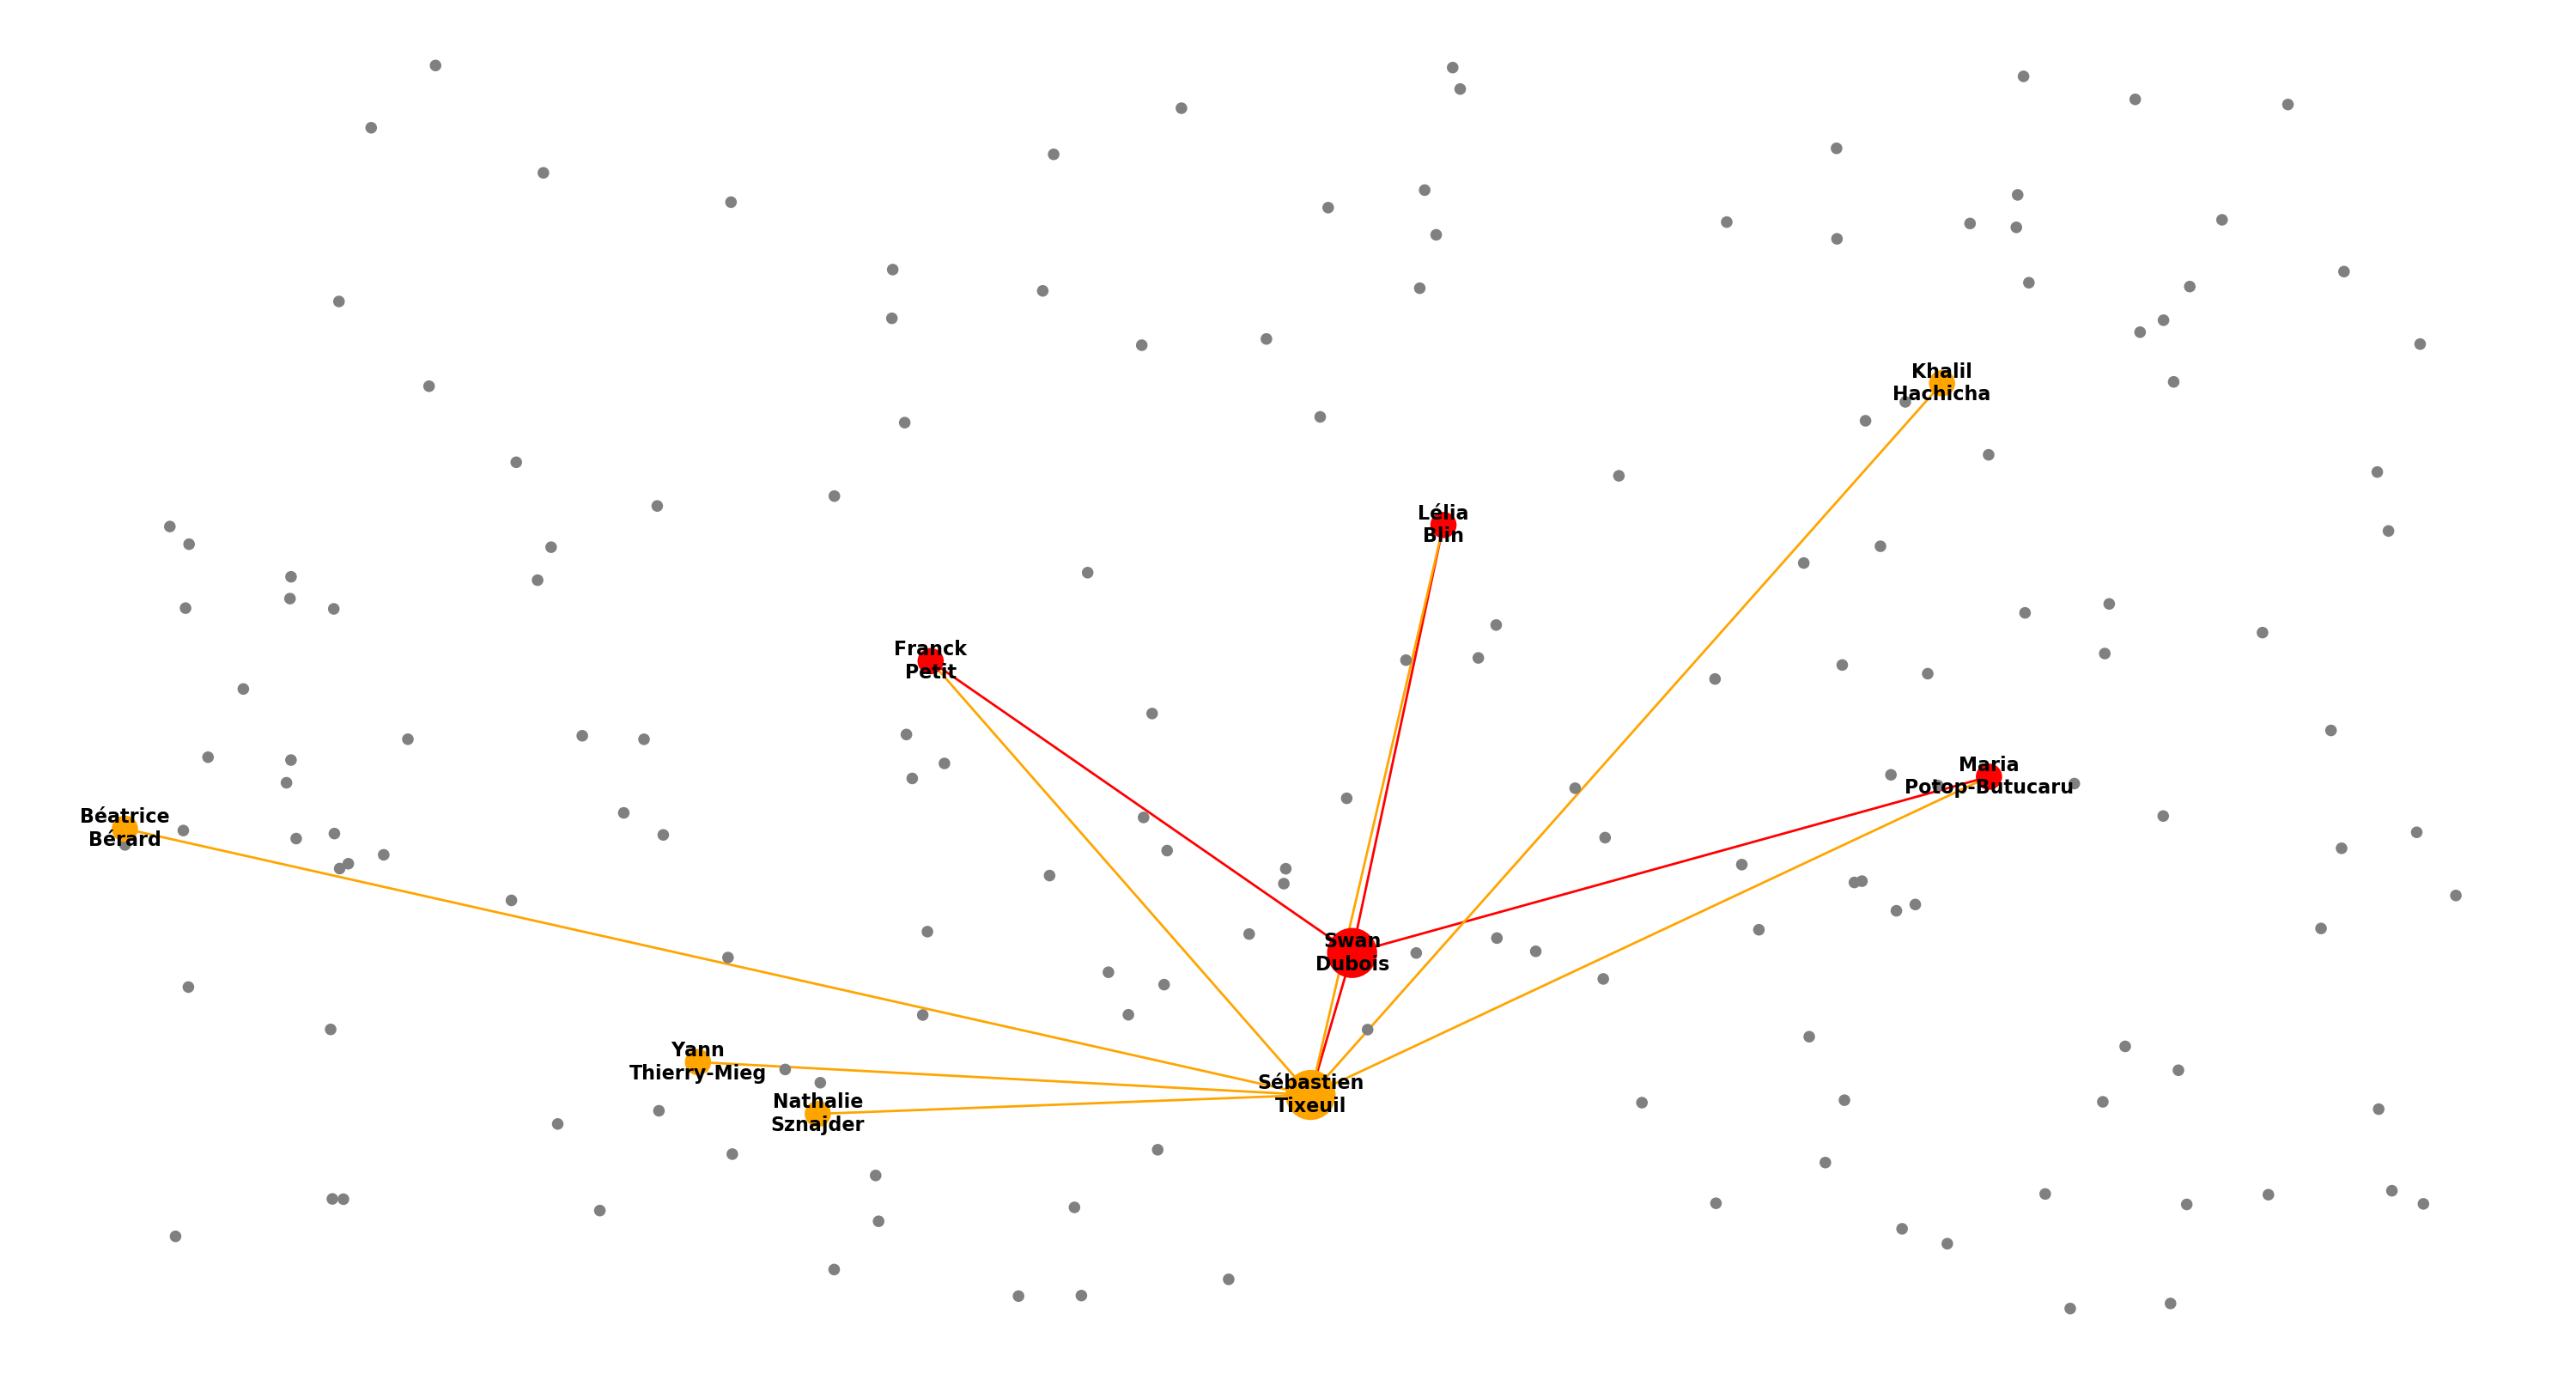 Khalil
Hachicha
Lélia
Blin
Franck
Petit
Maria
Potop-Butucaru
Béatrice
Bérard
Swan
Dubois
Yann
Thierry-Mieg
Sébastien
Tixeuil
Nathalie
Sznajder